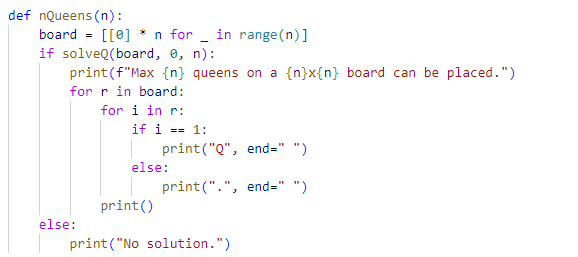 def nQueens(n):
    board = [[0] * n for _ in range(n)]
    if solveQ(board, 0, n):
        print(f"Max {n} queens on a {n}x{n} board can be placed.")
        for r in board:
            for i in r:
                if i == 1:
                    print("Q", end=" ")
                else:
                    print(".", end=" ")
            print()
    else:
        print("No solution.")